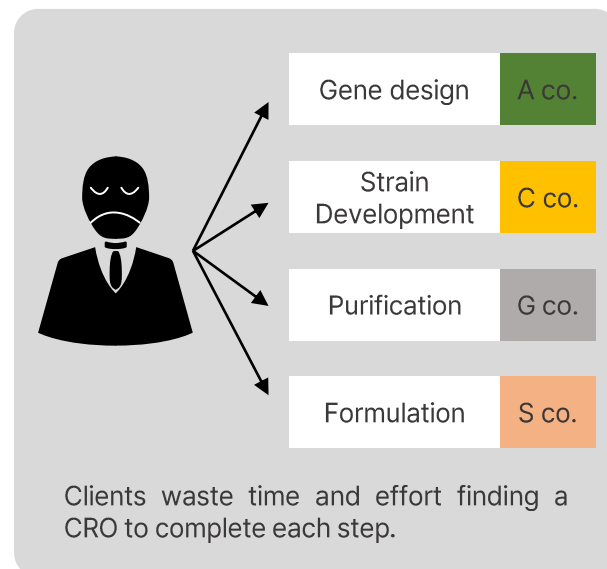 Gene design A co.
Strain
Development C co.
Purification G co.
Formulation S co.
Clients waste time and effort finding a
CRO to complete each step.